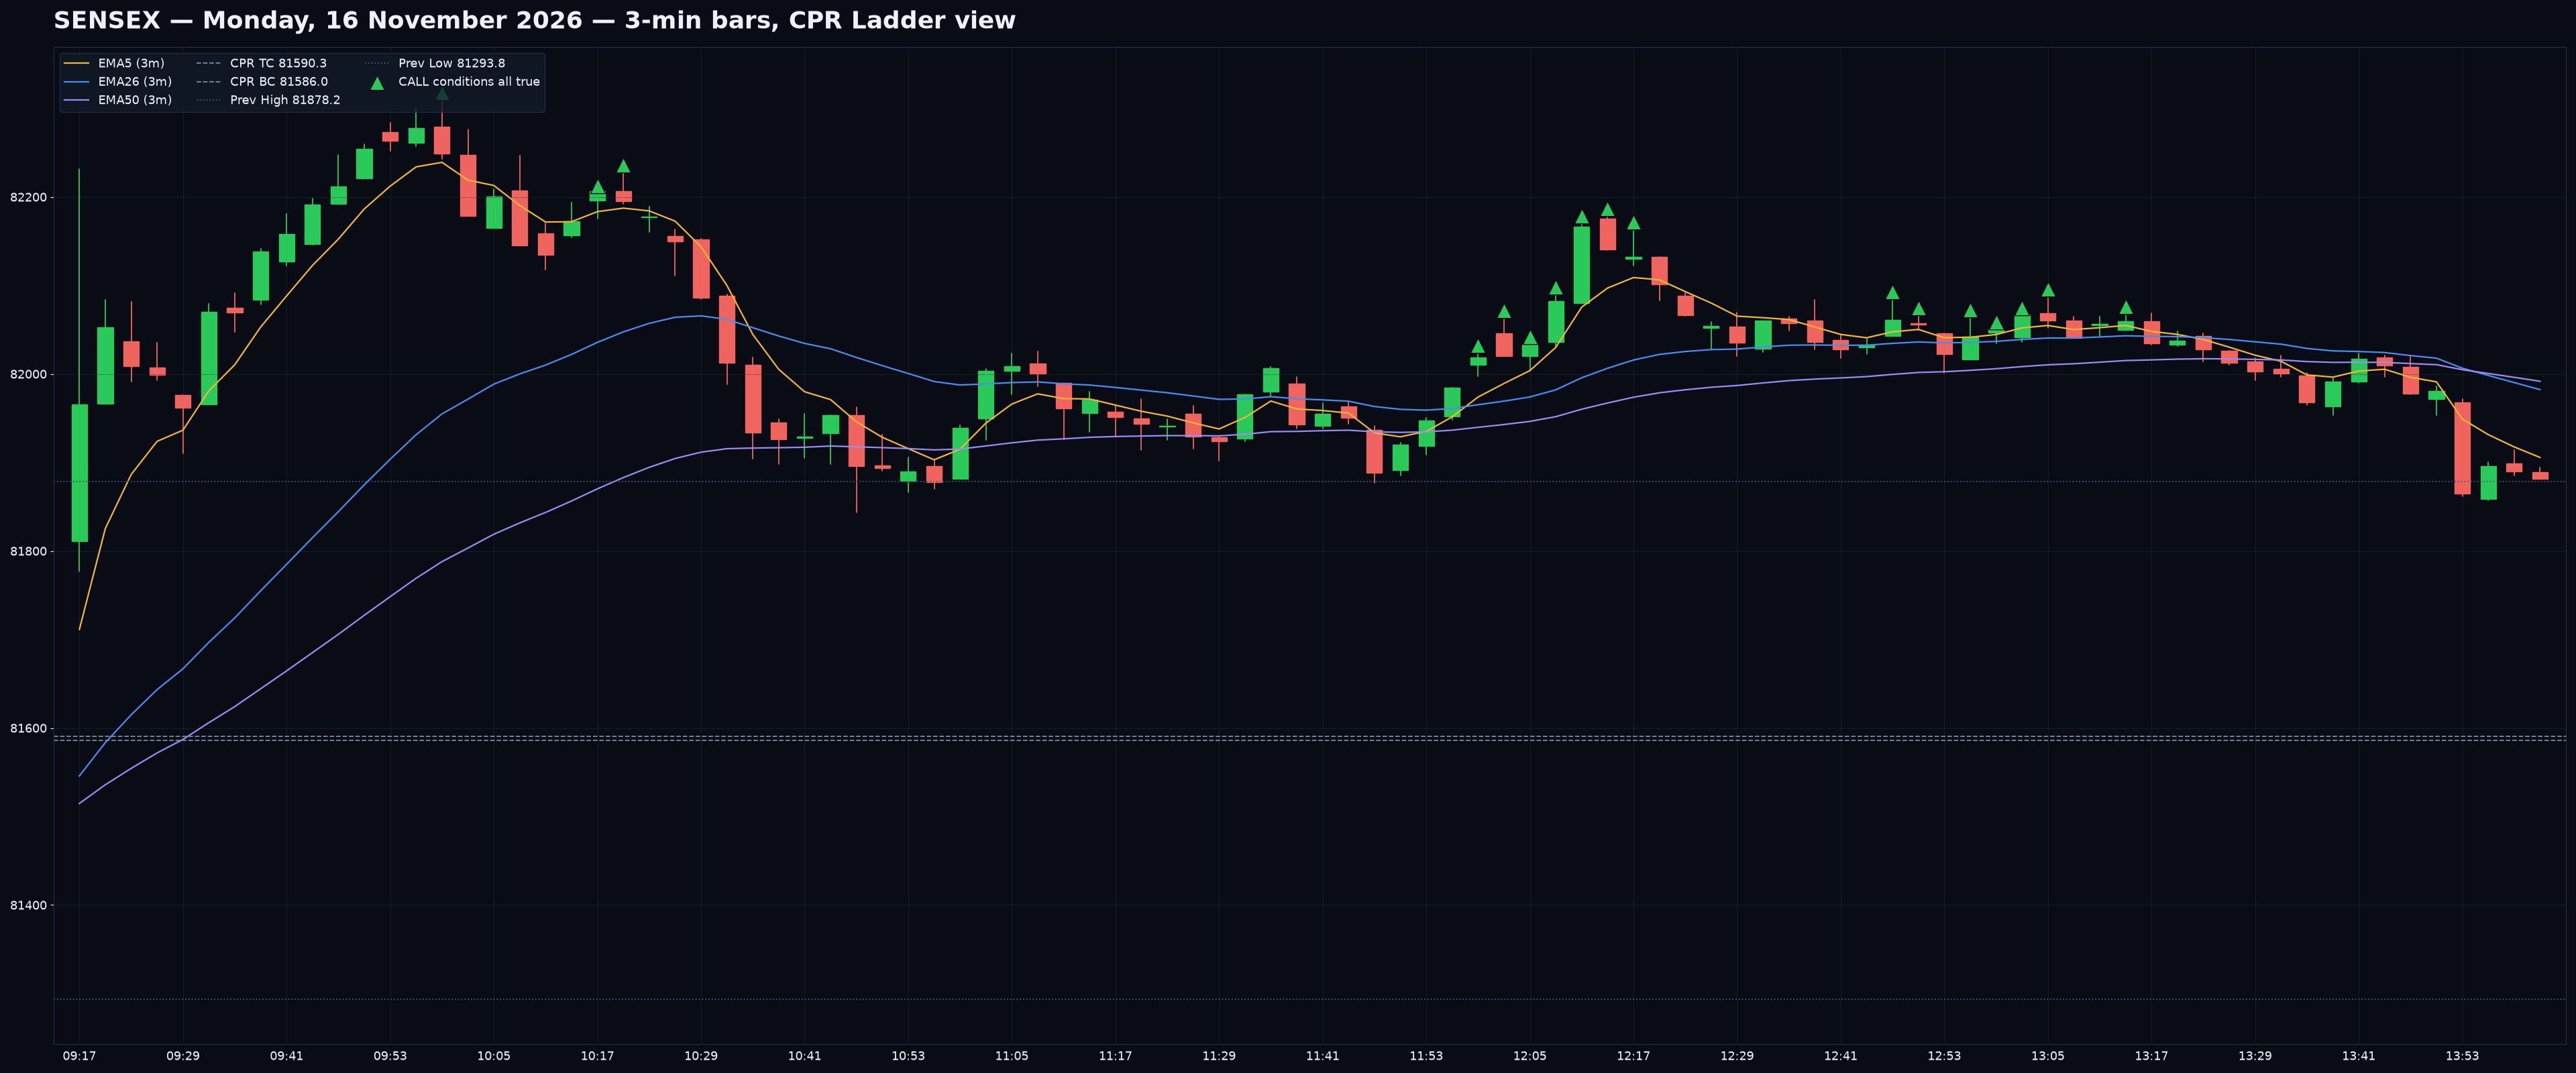 SENSEX — Monday, 16 November 2026 — 3-min bars, CPR Ladder view
EMA5 (3m)
EMA26 (3m)
EMA50 (3m)
CPR TC 81590.3
CPR BC 81586.0
Prev High 81878.2
Prev Low 81293.8
CALL conditions all true
82200
82000
81800
81600
81400
09:17 09:29 09:41 09:53 10:05 10:17 10:29 10:41 10:53 11:05 11:17 11:29 11:41 11:53 12:05 12:17 12:29 12:41 12:53 13:05 13:17 13:29 13:41 13:53